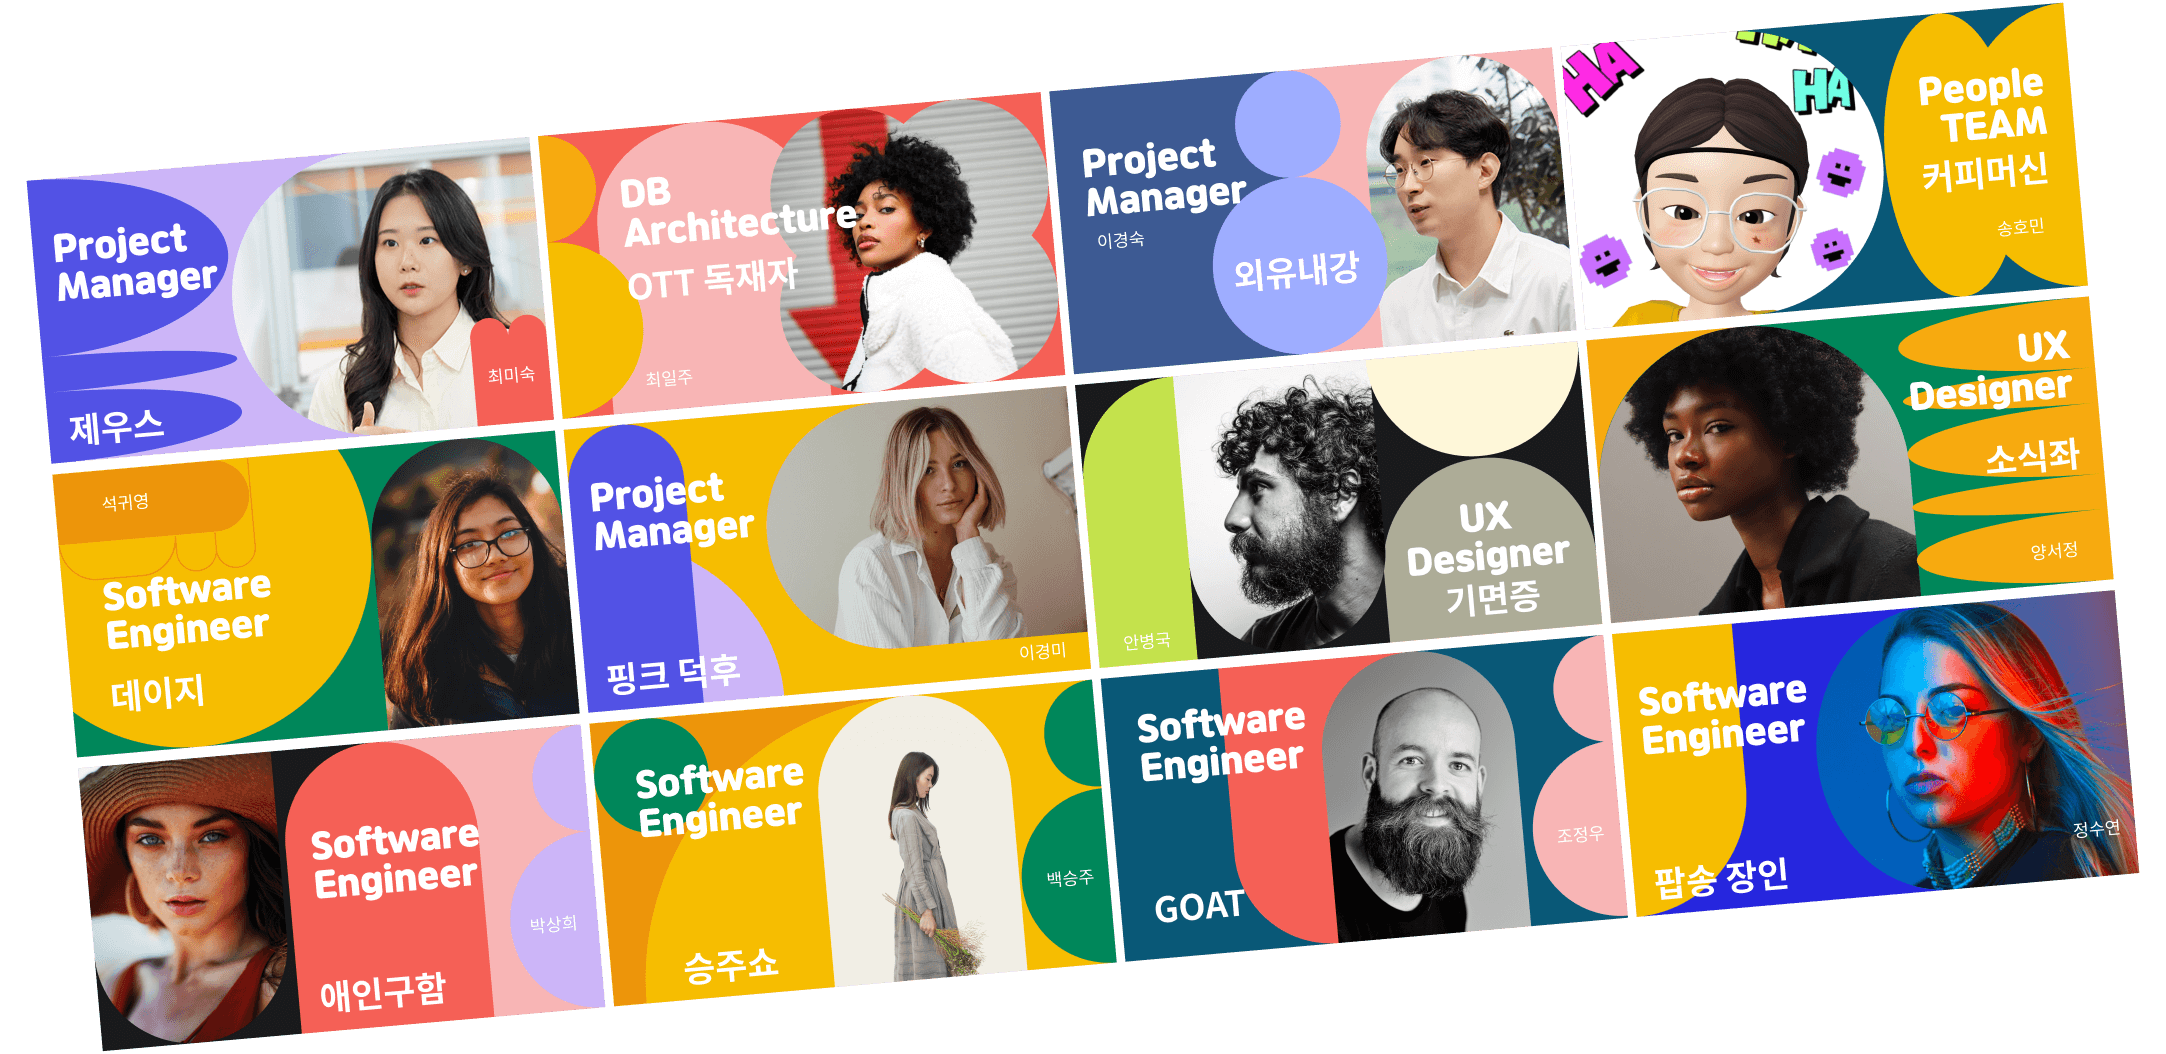 Project
Manager
제우스
최미숙
DB
Architecture
OTT 독재자
최일주
Project
Manager
이경숙
외유내강
HA
HA
People
TEAM
커피머신
송호민
석귀영
Software
Engineer
데이지
Project
Manager
핑크 덕후
이경미
안병국
UX
Designer
기면증
UX
Designer
소식좌
양서정
Software
Engineer
애인구함
박상희
Software
Engineer
승주쇼
백승주
Software
Engineer
GOAT
조정우
Software
Engineer
팝송 장인
정수연